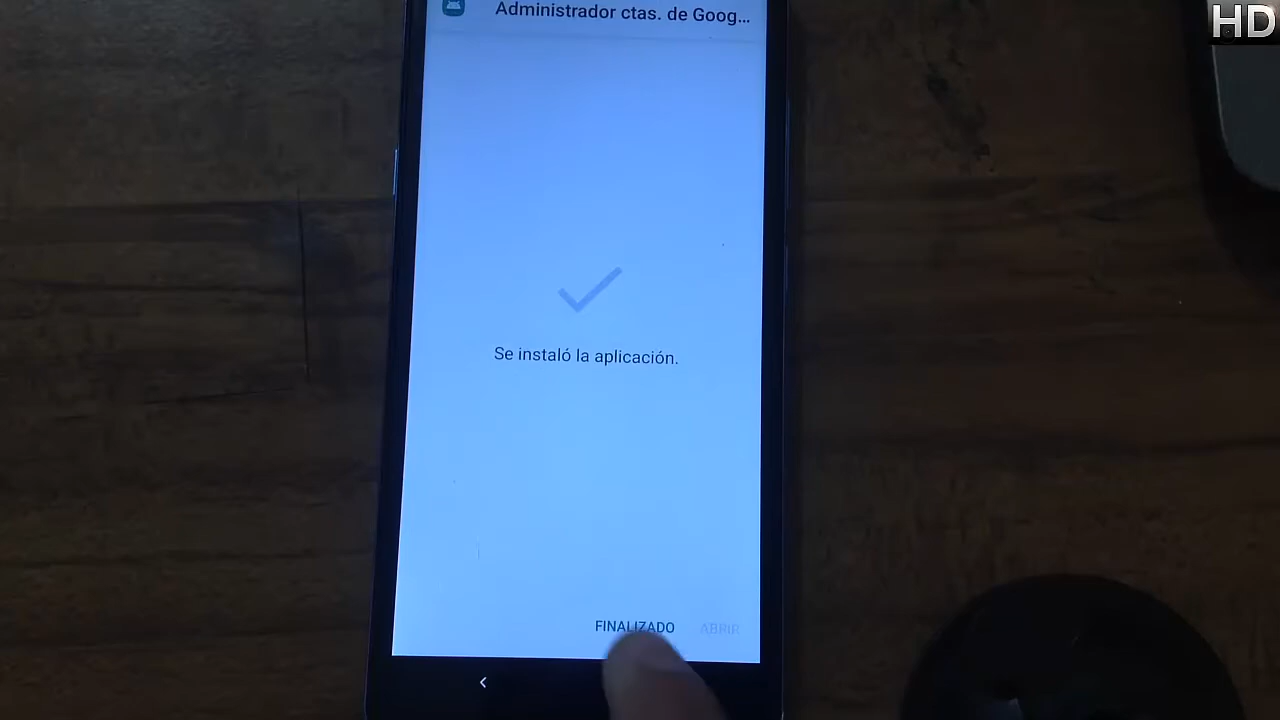 HD
Administrador ctas. de Goog...
Se instaló la aplicación.
FINALIZADO ABRIR